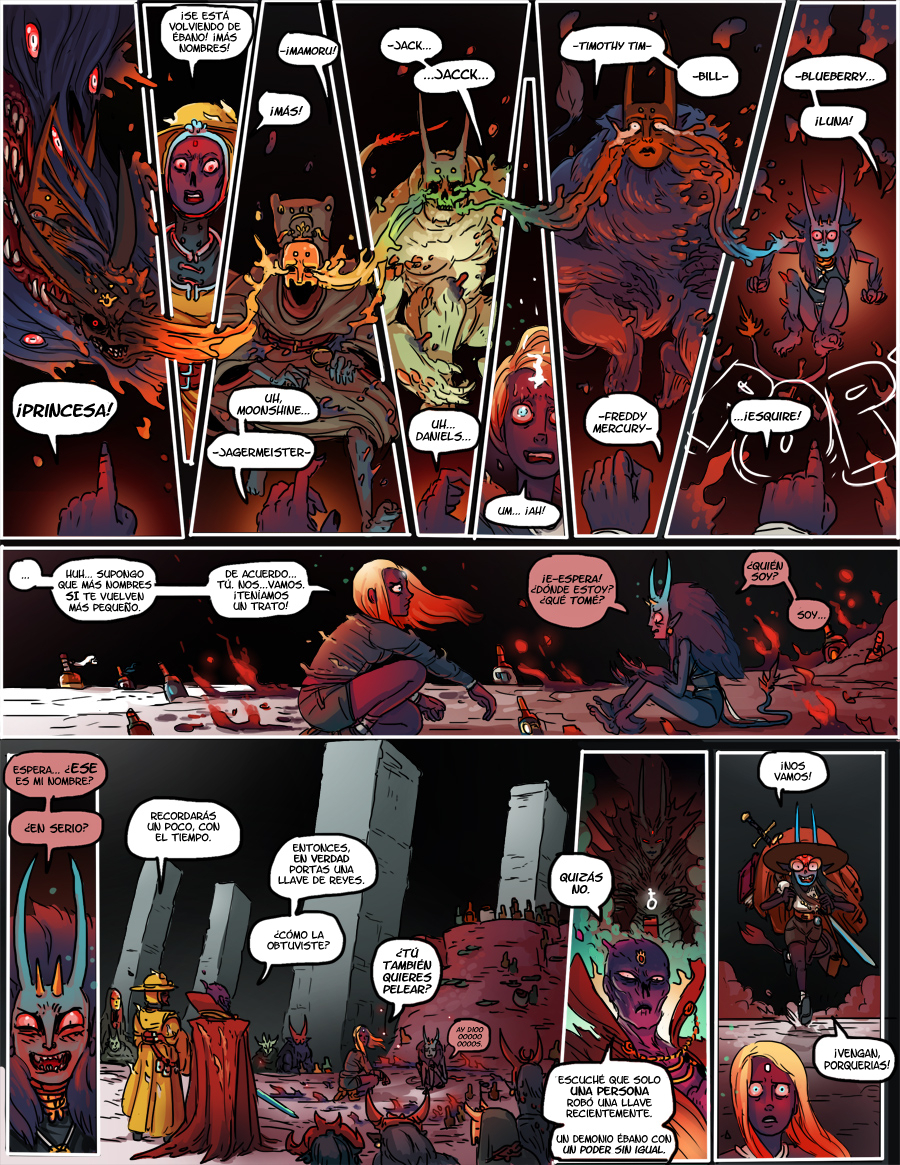 ¡SE ESTÁ
VOLVIENDO DE
ÉBANO! ¡MÁS
NOMBRES!
¡PRINCESA!
-¡MAMORU!
¡MÁS!
UH,
MOONSHINE...
-JAGERMEISTER-
-JACK...
...JACCK...
UH...
DANIELS...
UM... ¡AH!
-TIMOTHY TIM-
-BILL-
-FREDDY
MERCURY-
-BLUEBERRY...
¡LUNA!
...¡ESQUIRE!
...
HUH... SUPONGO
QUE MÁS NOMBRES
SI TE VUELVEN
MÁS PEQUEÑO.
DE ACUERDO...
TÚ, NOS...VAMOS.
¡TENÍAMOS
UN TRATO!
¡E-ESPERA!
¿DÓNDE ESTOY?
¿QUÉ TOMÉ?
¿QUIÉN
SOY?
SOY...
ESPERA... ¿ESE
ES MI NOMBRE?
¿EN SERIO?
RECORDARÁS
UN POCO, CON
EL TIEMPO.
ENTONCES,
EN VERDAD
PORTAS UNA
LLAVE DE REYES.
¿CÓMO LA
OBTUVISTE?
¿TÚ
TAMBIÉN
QUIERES
PELEAR?
AY DIOO
OOOOO
OOOOS.
QUIZÁS
NO.
ESCUCHÉ QUE SOLO
UNA PERSONA
ROBÓ UNA LLAVE
RECIENTEMENTE.
UN DEMONIO ÉBANO CON
UN PODER SIN IGUAL.
¡NOS
VAMOS!
¡VENGAN,
PORQUERIAS!